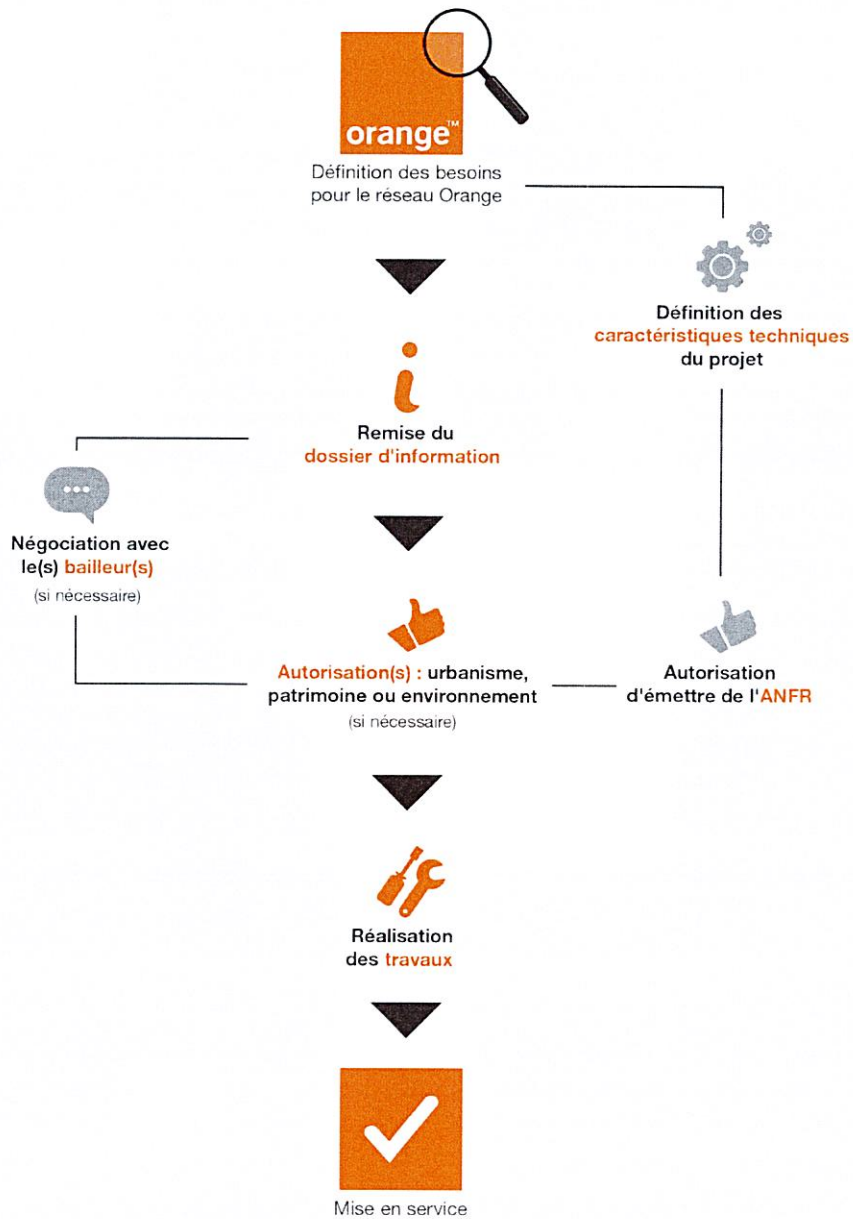 orange™
Définition des besoins
pour le réseau Orange
Définition des
caractéristiques techniques
du projet
Remise du
dossier d'information
Négociation avec
le(s) bailleur(s)
(si nécessaire)
Autorisation(s) : urbanisme,
patrimoine ou environnement
(si nécessaire)
Autorisation
d'émettre de l'ANFR
Réalisation
des travaux
Mise en service